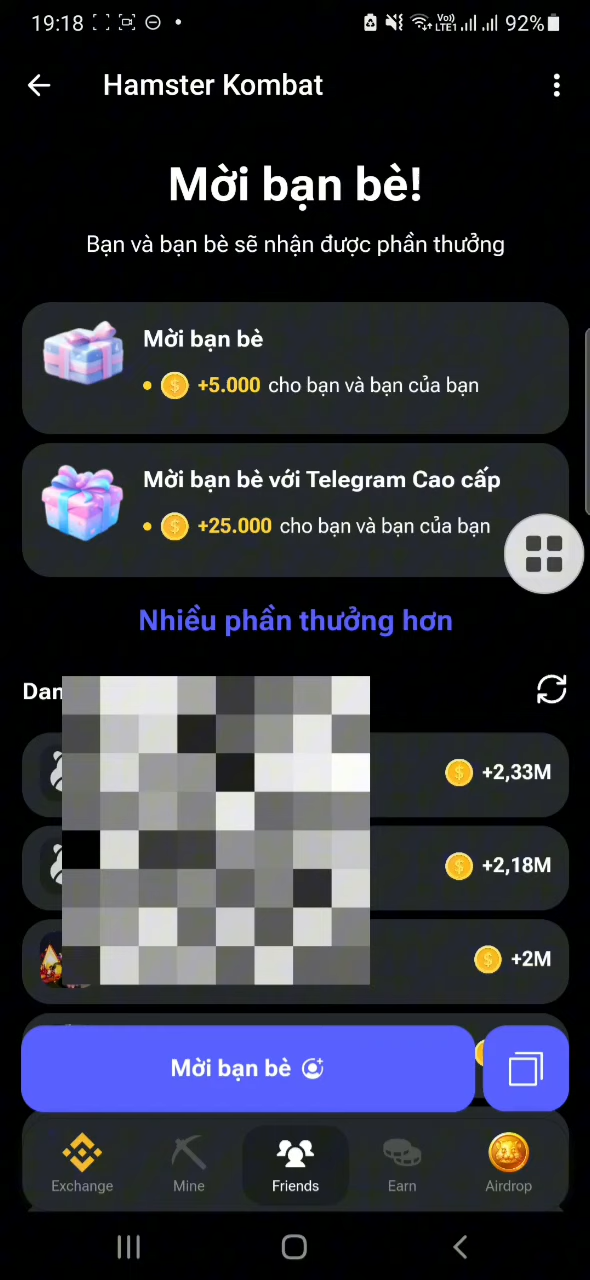 19:18 Vo)) LTE1 92%
Hamster Kombat
Mời bạn bè!
Bạn và bạn bè sẽ nhận được phần thưởng
Mời bạn bè
+5.000 cho bạn và bạn của bạn
Mời bạn bè với Telegram Cao cấp
+25.000 cho bạn và bạn của bạn
Nhiều phần thưởng hơn
+2,33M
+2,18M
+2M
Mời bạn bè
Exchange Mine Friends Earn Airdrop